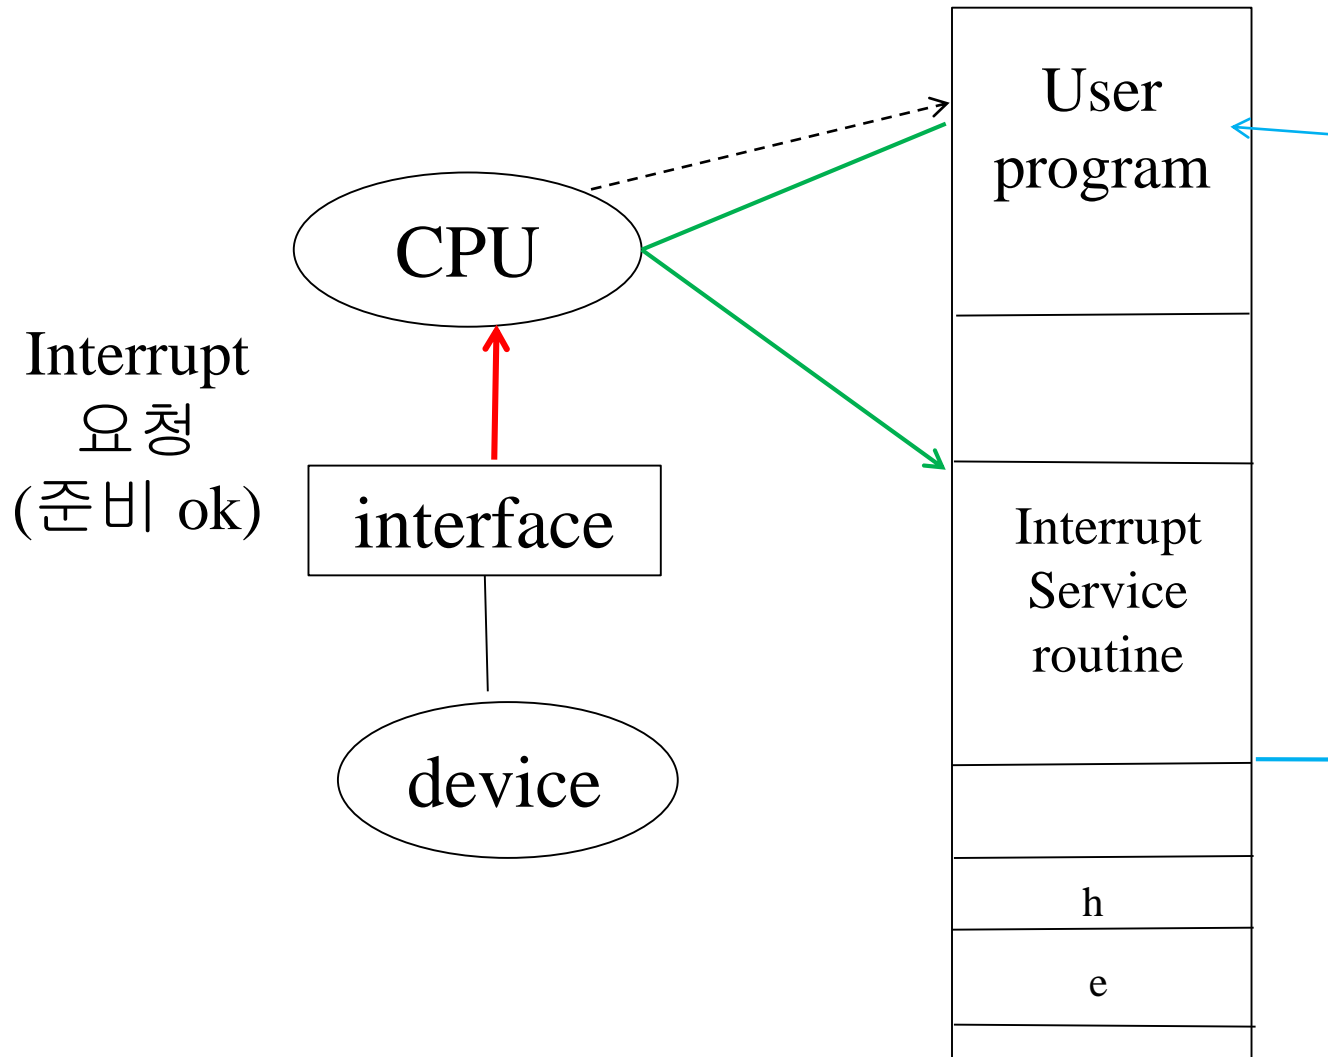 User
program
CPU
Interrupt
요청
(준비 ok)
interface
Interrupt
Service
routine
device
h
e